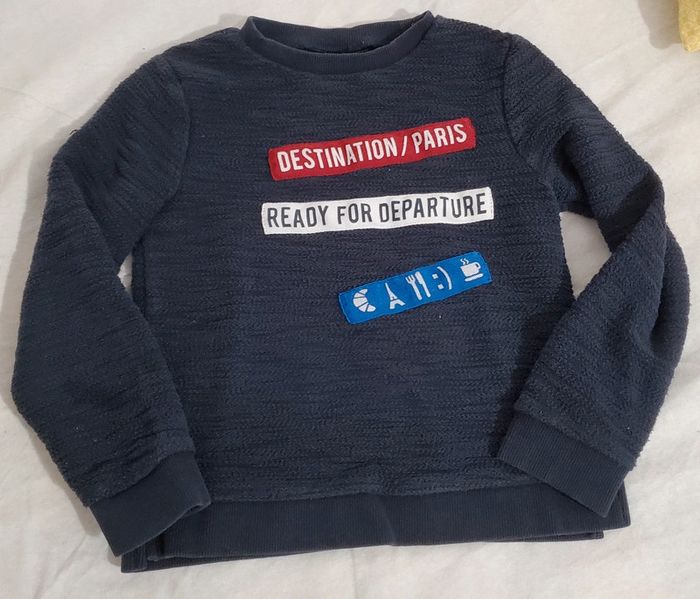 DESTINATION/PARIS
READY FOR DEPARTURE
:)